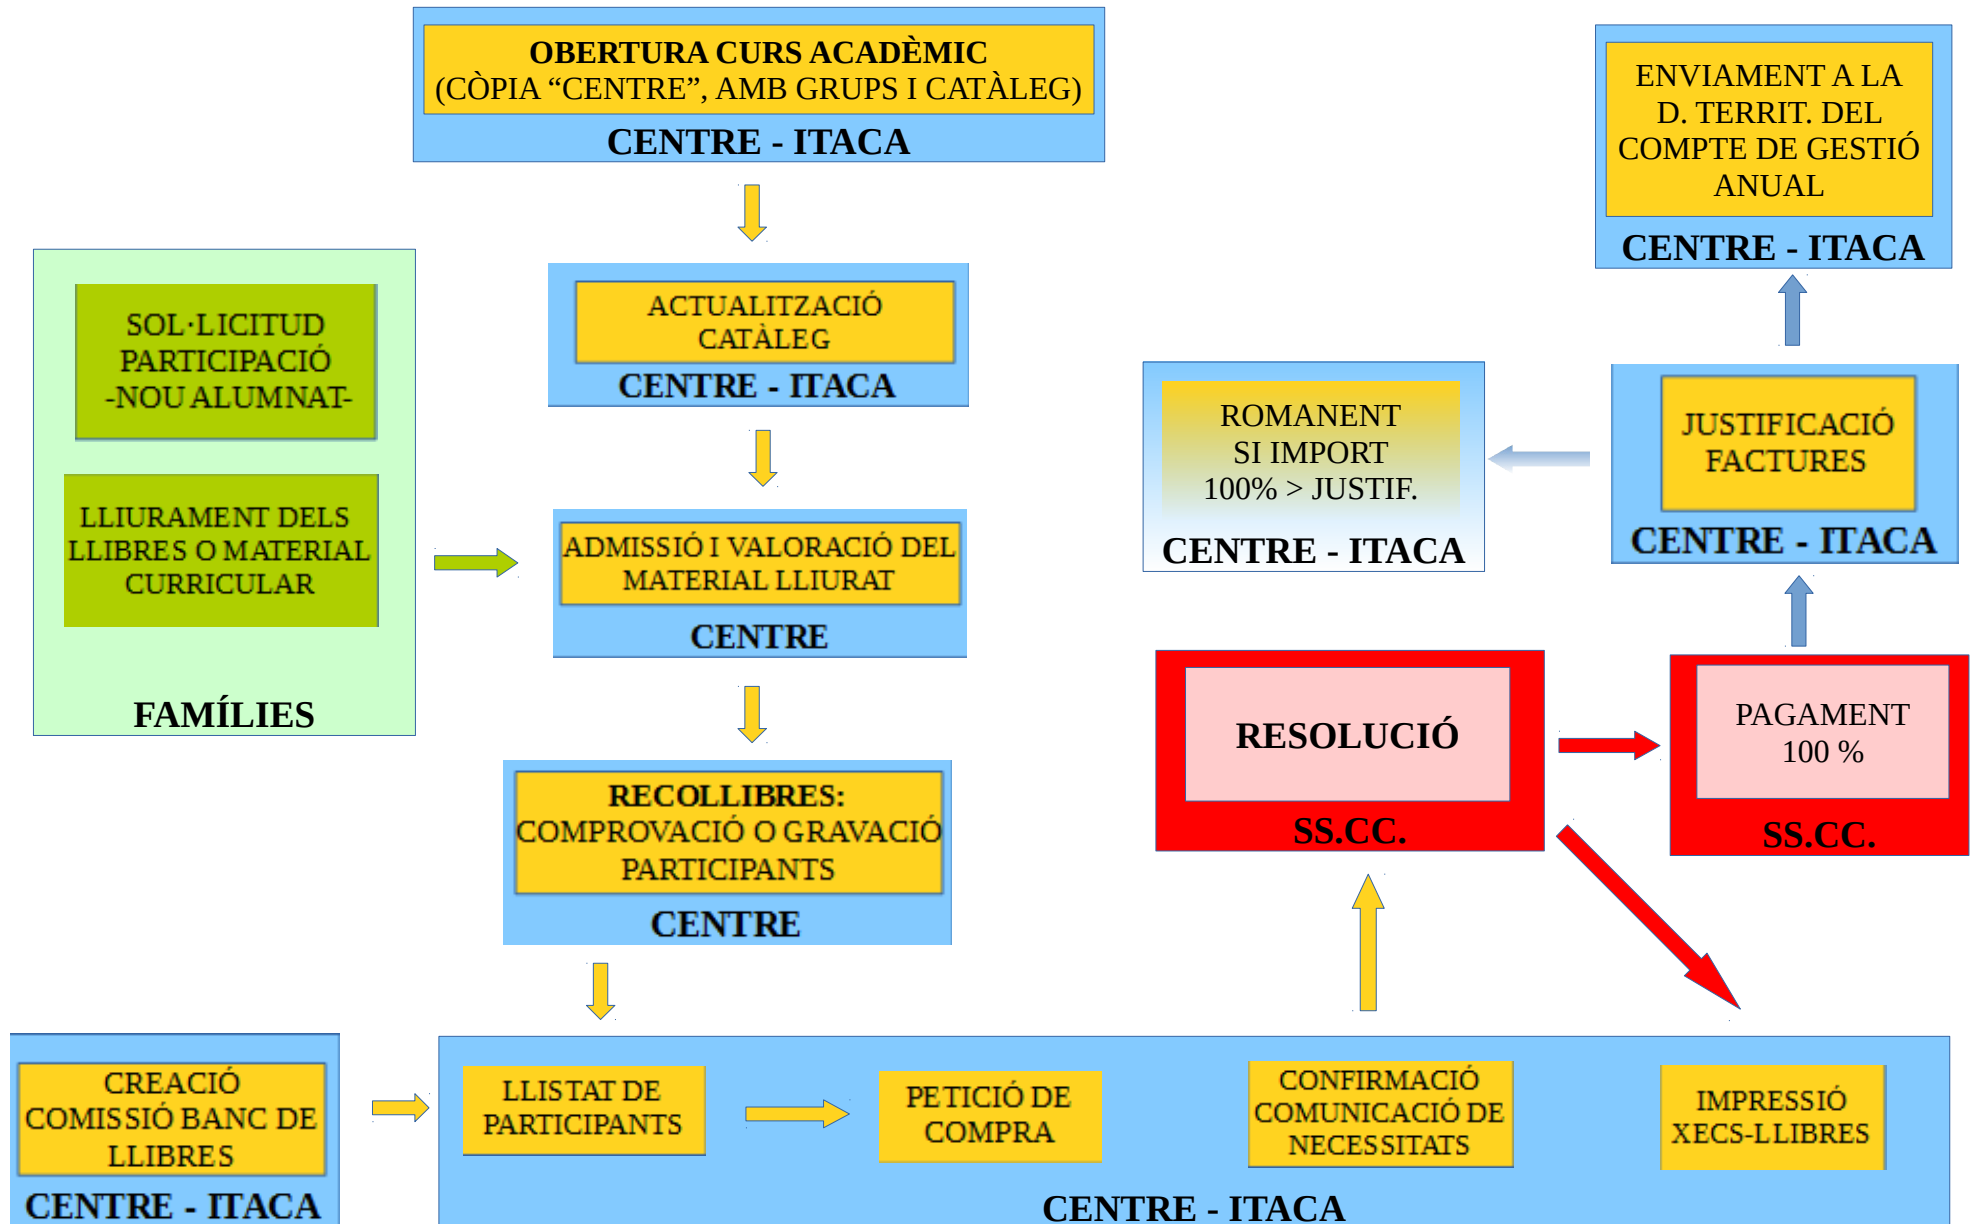 OBERTURA CURS ACADÈMIC
(CÒPIA “CENTRE”, AMB GRUPS I CATÀLEG)
CENTRE - ITACA
ENVIAMENT A LA
D. TERRIT. DEL
COMPTE DE GESTIÓ
ANUAL
CENTRE - ITACA
SOL·LICITUD
PARTICIPACIÓ
-NOU ALUMNAT-
LLIURAMENT DELS
LLIBRES O MATERIAL
CURRICULAR
FAMÍLIES
ACTUALITZACIÓ
CATÀLEG
CENTRE - ITACA
ADMISSIÓ I VALORACIÓ DEL
MATERIAL LLIURAT
CENTRE
RECOLLIBRES:
COMPROVACIÓ O GRAVACIÓ
PARTICIPANTS
CENTRE
ROMANENT
SI IMPORT
100% > JUSTIF.
CENTRE - ITACA
JUSTIFICACIÓ
FACTURES
CENTRE - ITACA
RESOLUCIÓ
SS.CC.
PAGAMENT
100 %
SS.CC.
CREACIÓ
COMISSIÓ BANC DE
LLIBRES
CENTRE - ITACA
LLISTAT DE
PARTICIPANTS
PETICIÓ DE
COMPRA
CONFIRMACIÓ
COMUNICACIÓ DE
NECESSITATS
IMPRESSIÓ
XECS-LLIBRES
CENTRE - ITACA